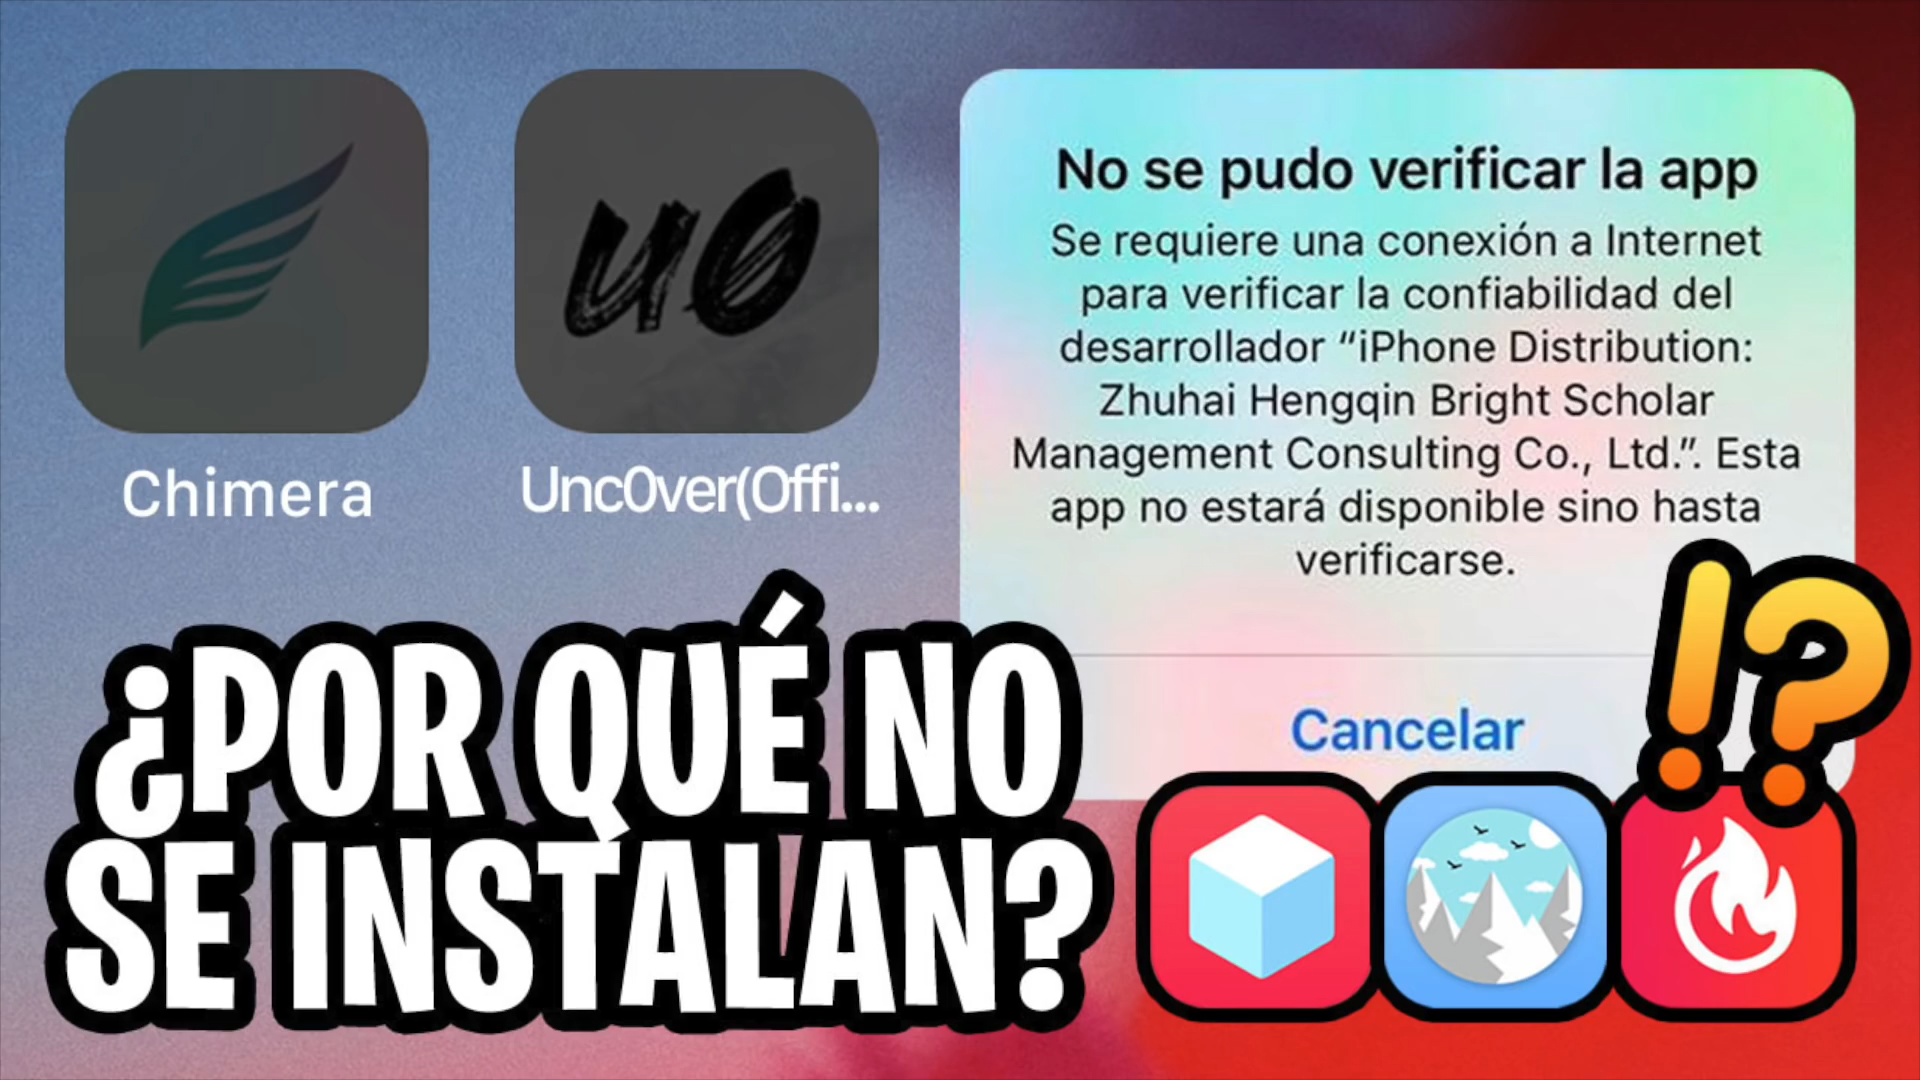 Chimera
Unc0ver(Offi...
No se pudo verificar la app
Se requiere una conexión a Internet
para verificar la confiabilidad del
desarrollador “iPhone Distribution:
Zhuhai Hengqin Bright Scholar
Management Consulting Co., Ltd.”. Esta
app no estará disponible sino hasta
verificarse.
Cancelar
u0
¿POR QUÉ NO
SE INSTALAN?
!?